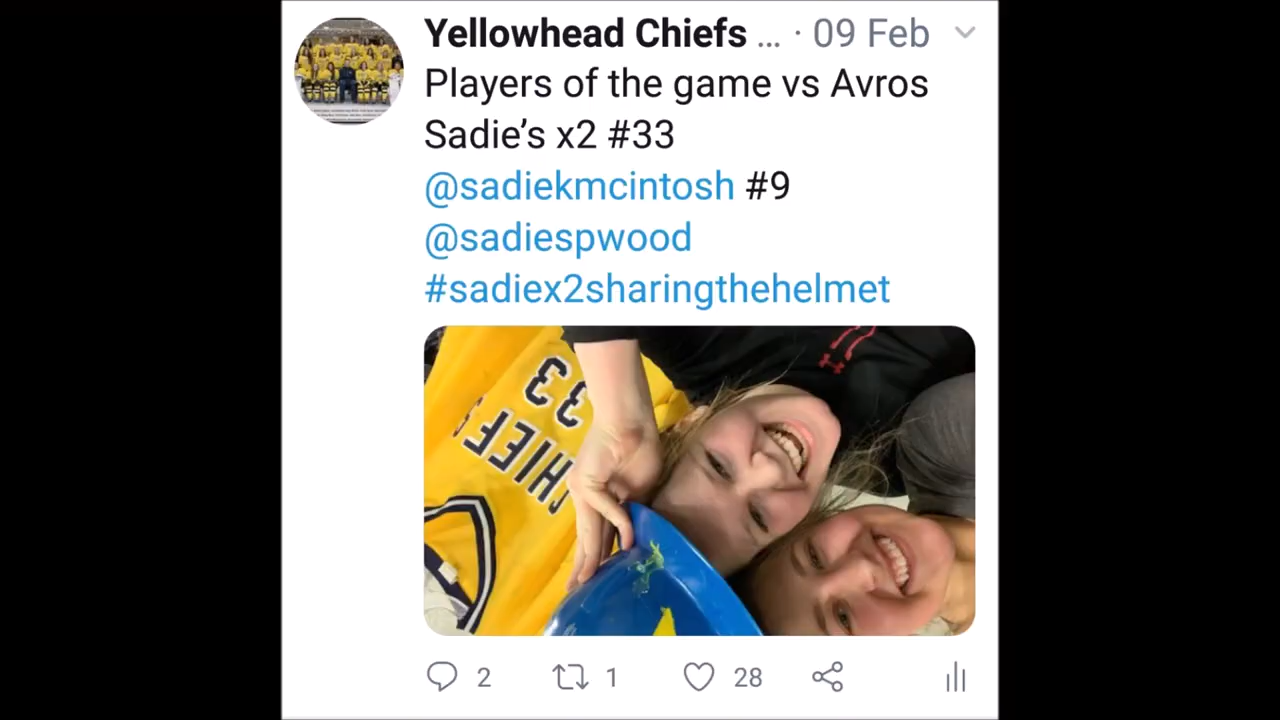 Yellowhead Chiefs ... · 09 Feb
Players of the game vs Avros
Sadie’s x2 #33
@sadiekmcintosh #9
@sadiespwood
#sadiex2sharingthehelmet
33
CHIEFS
2 1 28